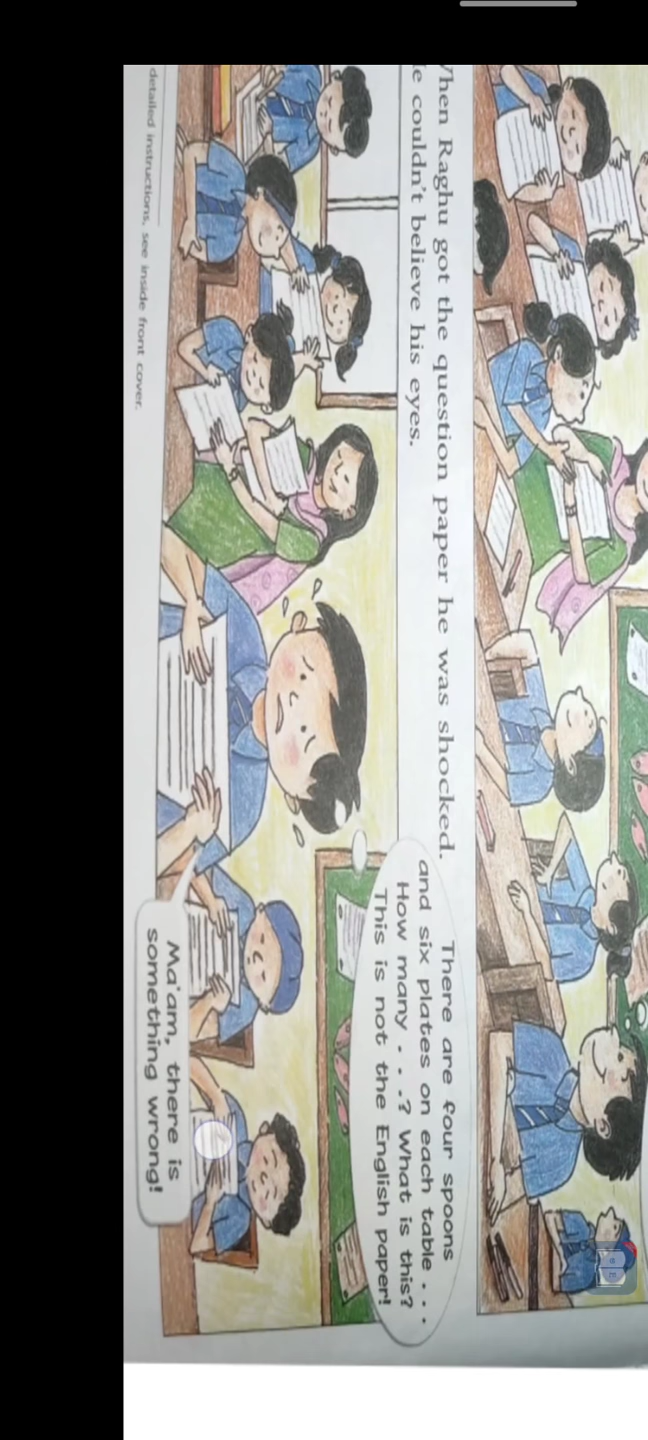 When Raghu got the question paper he was shocked.
He couldn't believe his eyes.
There are four spoons
and six plates on each table . . .
How many . . .? What is this?
This is not the English paper!
Ma'am, there is
something wrong!
detailed instructions, see inside front cover.